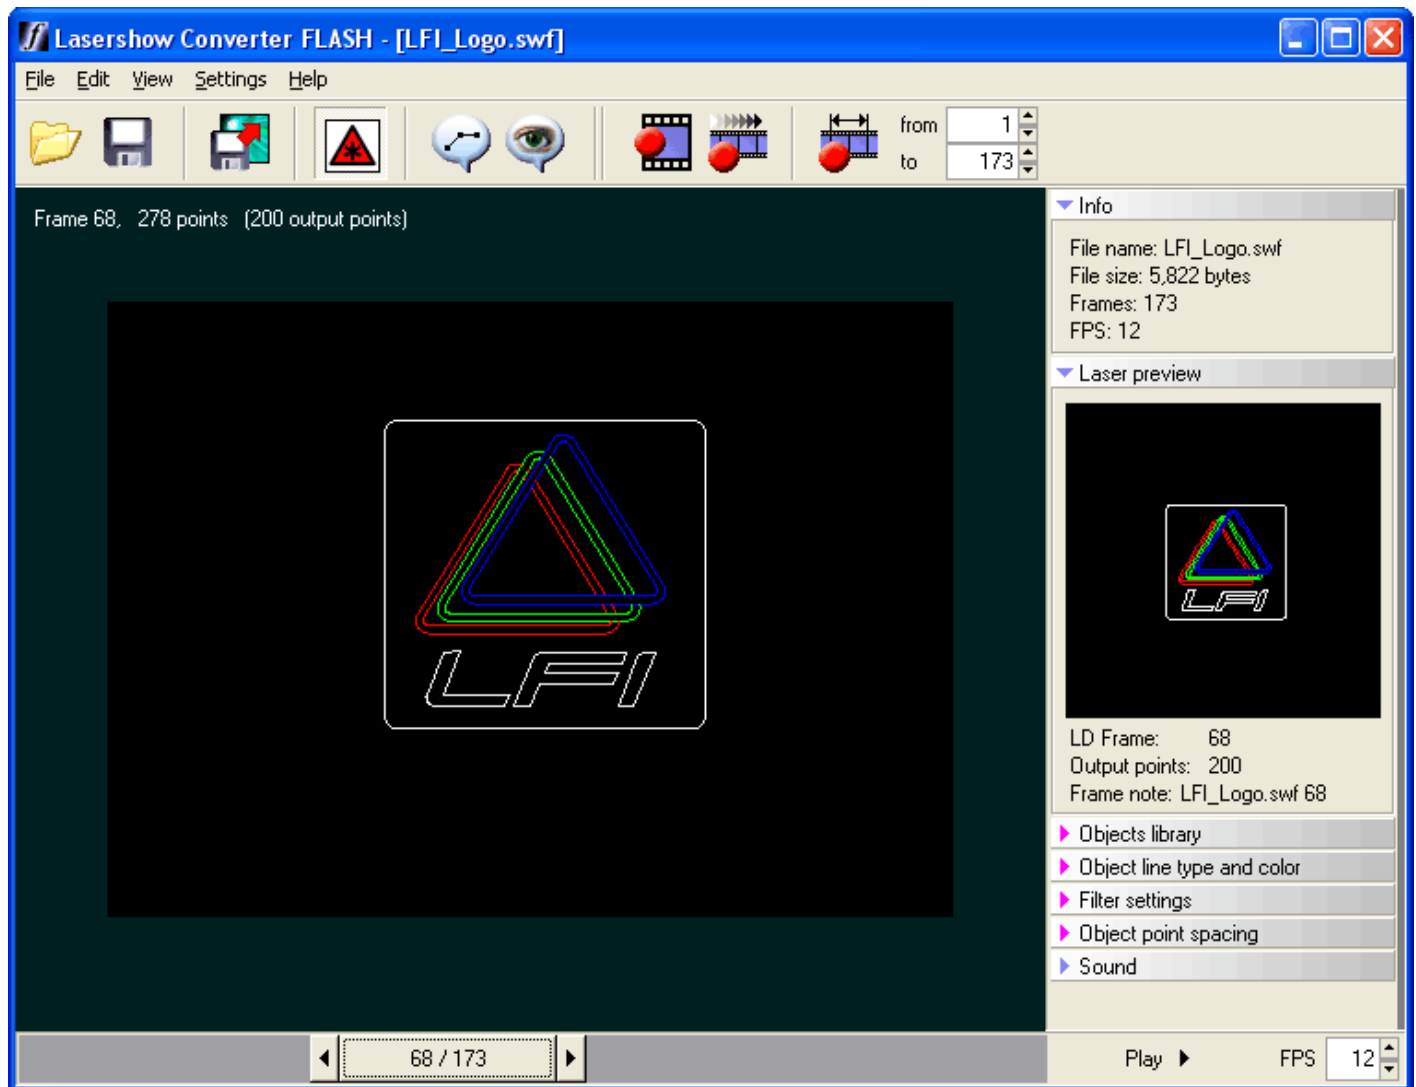 Lasershow Converter FLASH - [LFI_Logo.swf]
File Edit View Settings Help
from 1
to 173
Frame 68, 278 points (200 output points)
LFI
Info
File name: LFI_Logo.swf
File size: 5,822 bytes
Frames: 173
FPS: 12
Laser preview
LFI
LD Frame: 68
Output points: 200
Frame note: LFI_Logo.swf 68
Objects library
Object line type and color
Filter settings
Object point spacing
Sound
68 / 173
Play
FPS 12